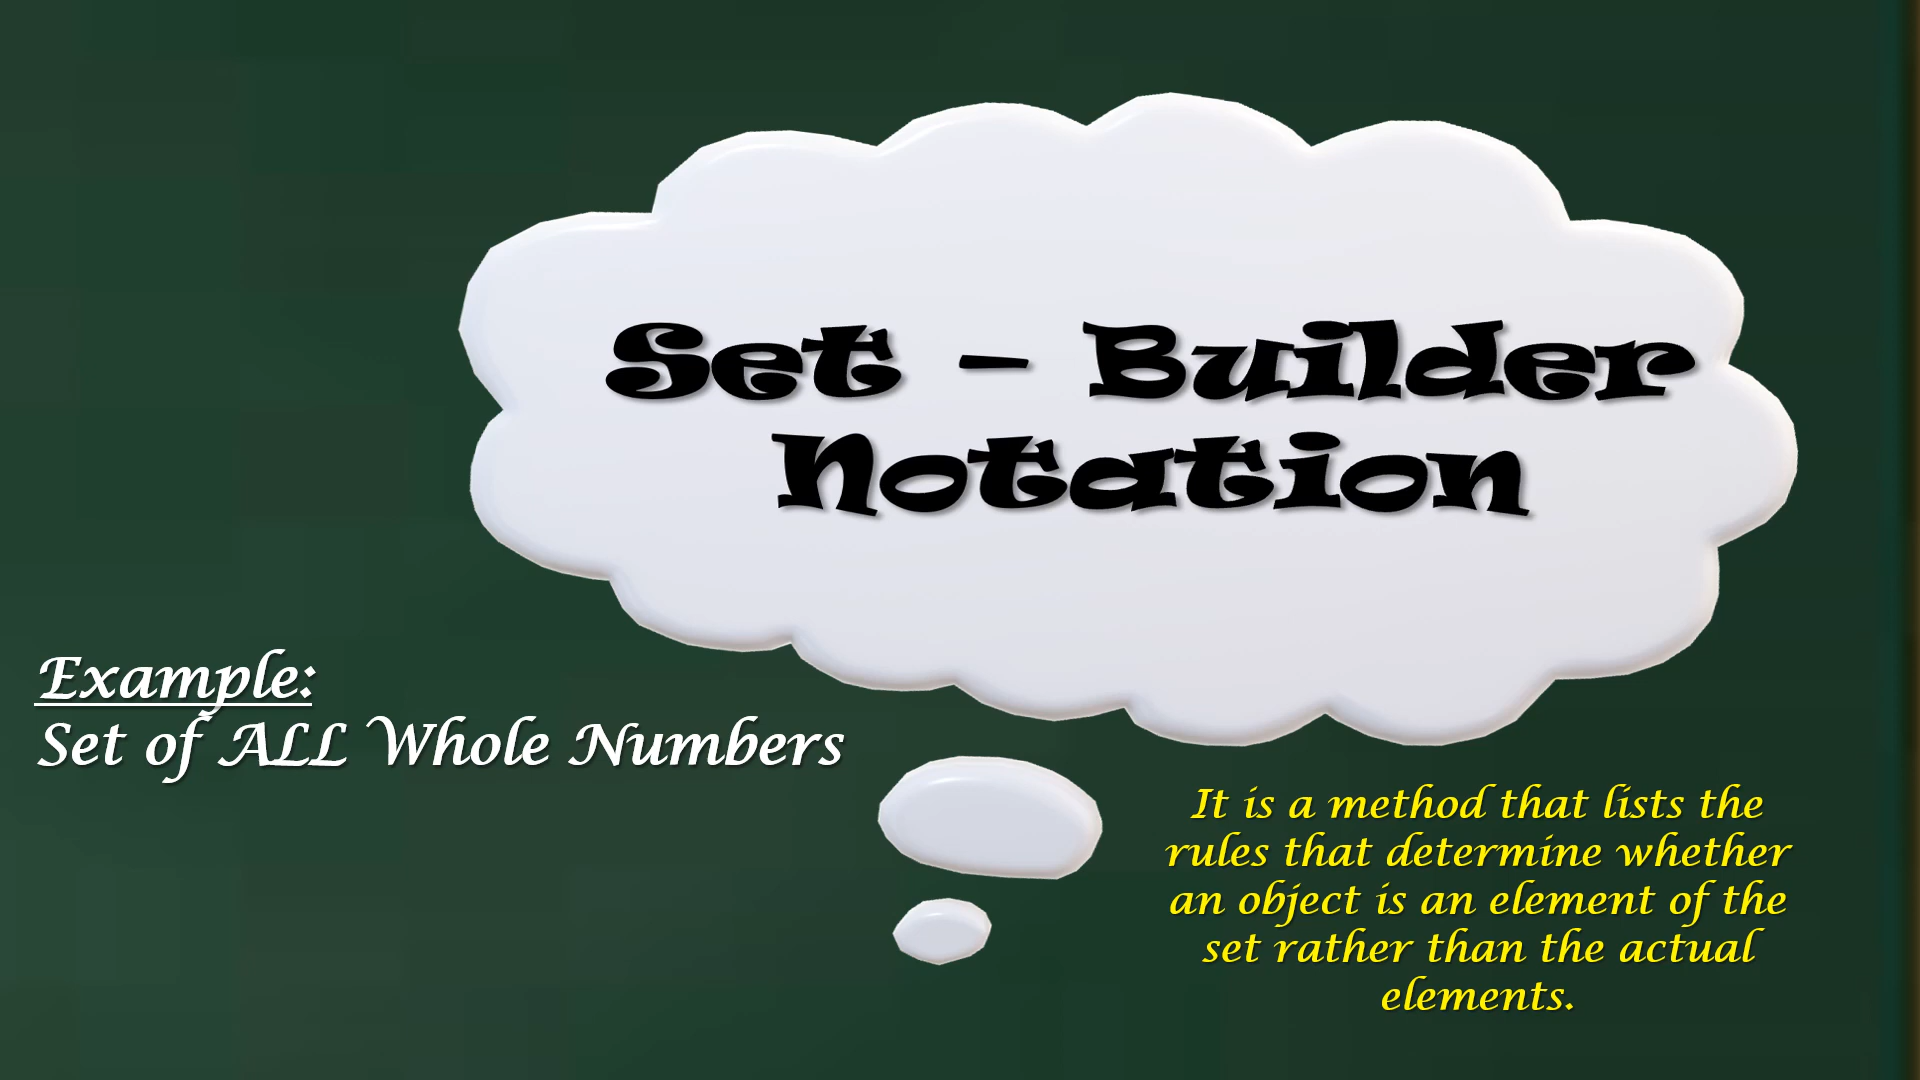 Set - Builder
Notation
Example:
Set of ALL Whole Numbers
It is a method that lists the
rules that determine whether
an object is an element of the
set rather than the actual
elements.